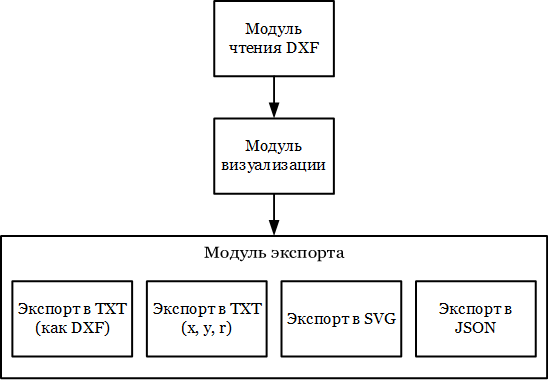 Модуль
чтения DXF
Модуль
визуализации
Модуль экспорта
Экспорт в TXT
(как DXF)
Экспорт в TXT
(x, y, r)
Экспорт в SVG
Экспорт в
JSON